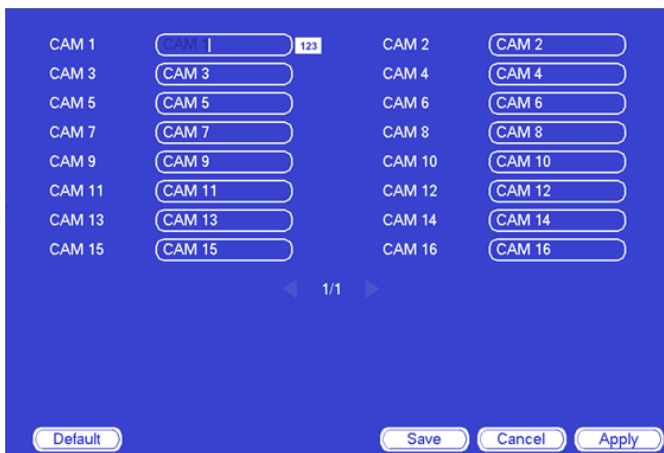 CAM 1 CAM 1 123 CAM 2 CAM 2
CAM 3 CAM 3 CAM 4 CAM 4
CAM 5 CAM 5 CAM 6 CAM 6
CAM 7 CAM 7 CAM 8 CAM 8
CAM 9 CAM 9 CAM 10 CAM 10
CAM 11 CAM 11 CAM 12 CAM 12
CAM 13 CAM 13 CAM 14 CAM 14
CAM 15 CAM 15 CAM 16 CAM 16
1/1
Default Save Cancel Apply